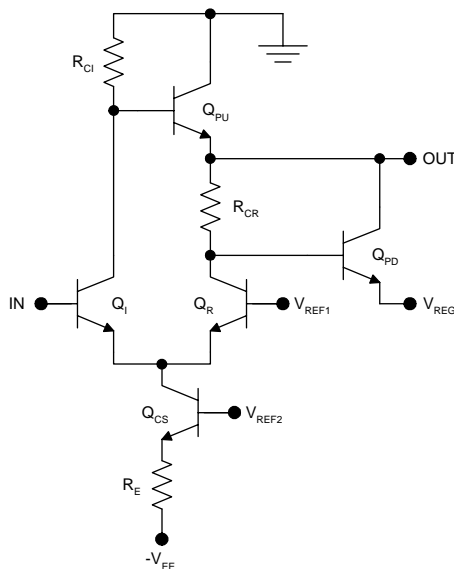 R_CI
Q_PU
OUT
R_CR
Q_PD
IN
Q_I
Q_R
V_REF1
V_REG
Q_CS
V_REF2
R_E
-V_EE